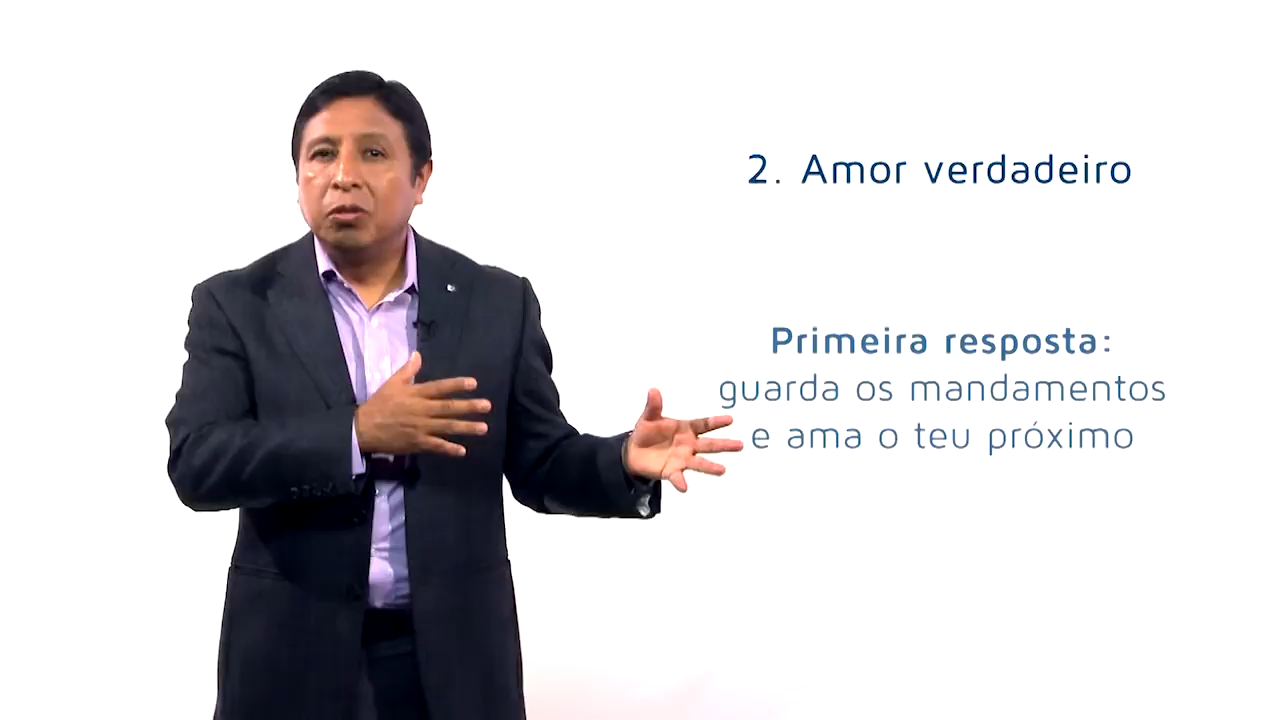 2. Amor verdadeiro
Primeira resposta:
guarda os mandamentos
e ama o teu próximo